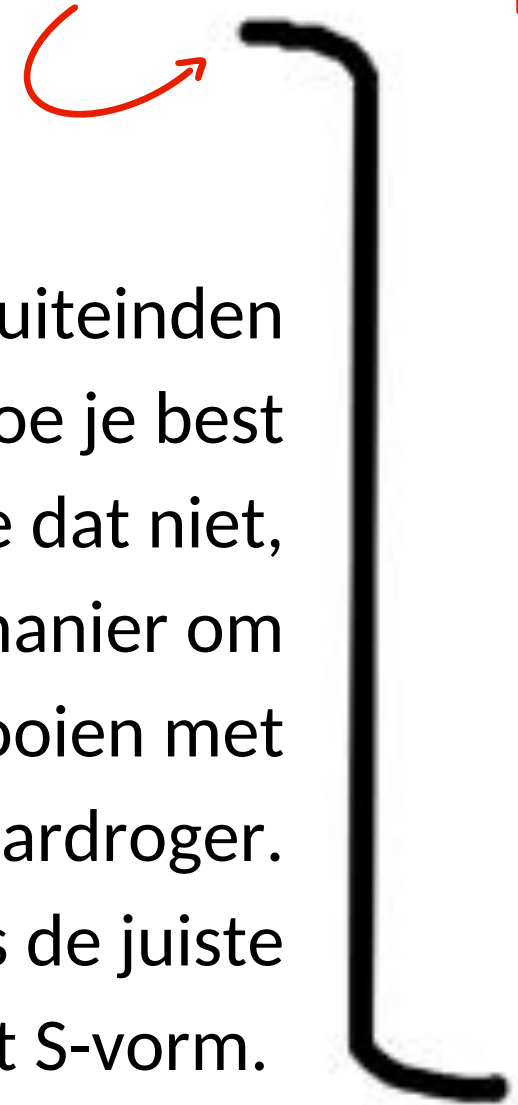 uiteinden
oe je best
e dat niet,
nanier om
ooien met
ardroger.
s de juiste
t S-vorm.